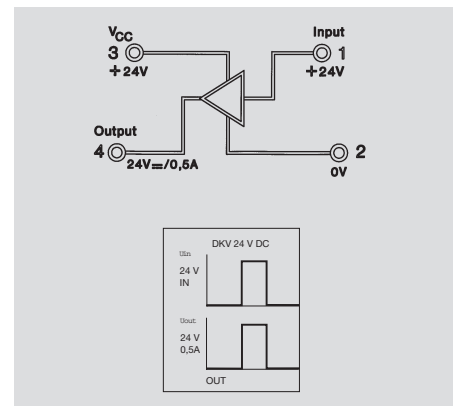 VCC
3
+24V
Input
1
+24V
Output
4
24V=/0,5A
2
0V
DKV 24 V DC
Uin
24 V
IN
Uout
24 V
0,5A
OUT